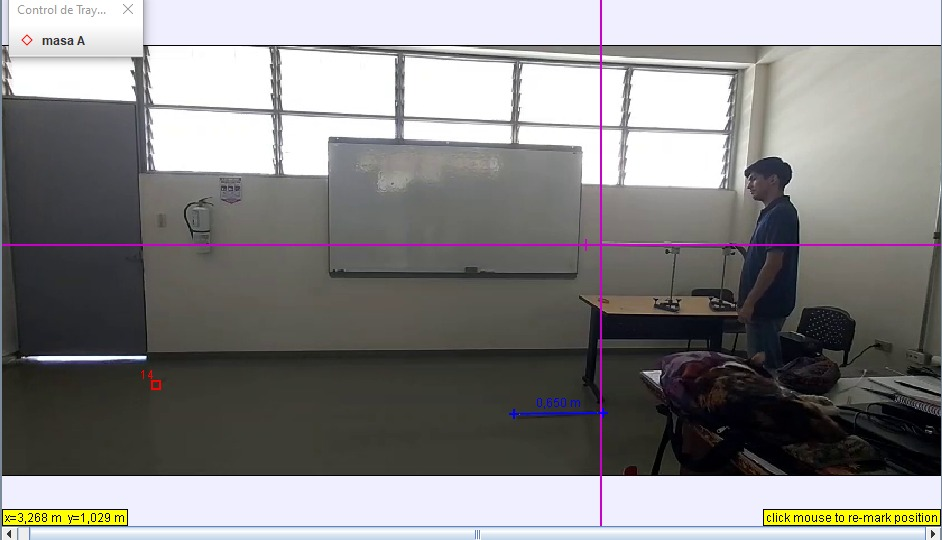 Control de Tray...
masa A
14
0,650 m
x=3,268 m y=1,029 m
click mouse to re-mark position